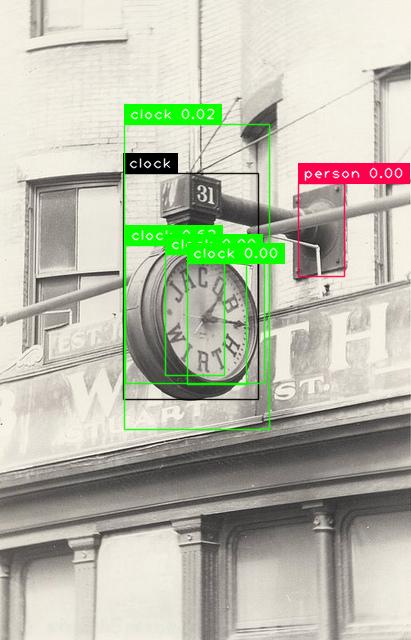 clock 0.02
clock
person 0.00
31
clock 0.63
clock 0.00
clock 0.00
JACOB
WIRTH
EST.
TH
STUART ST.